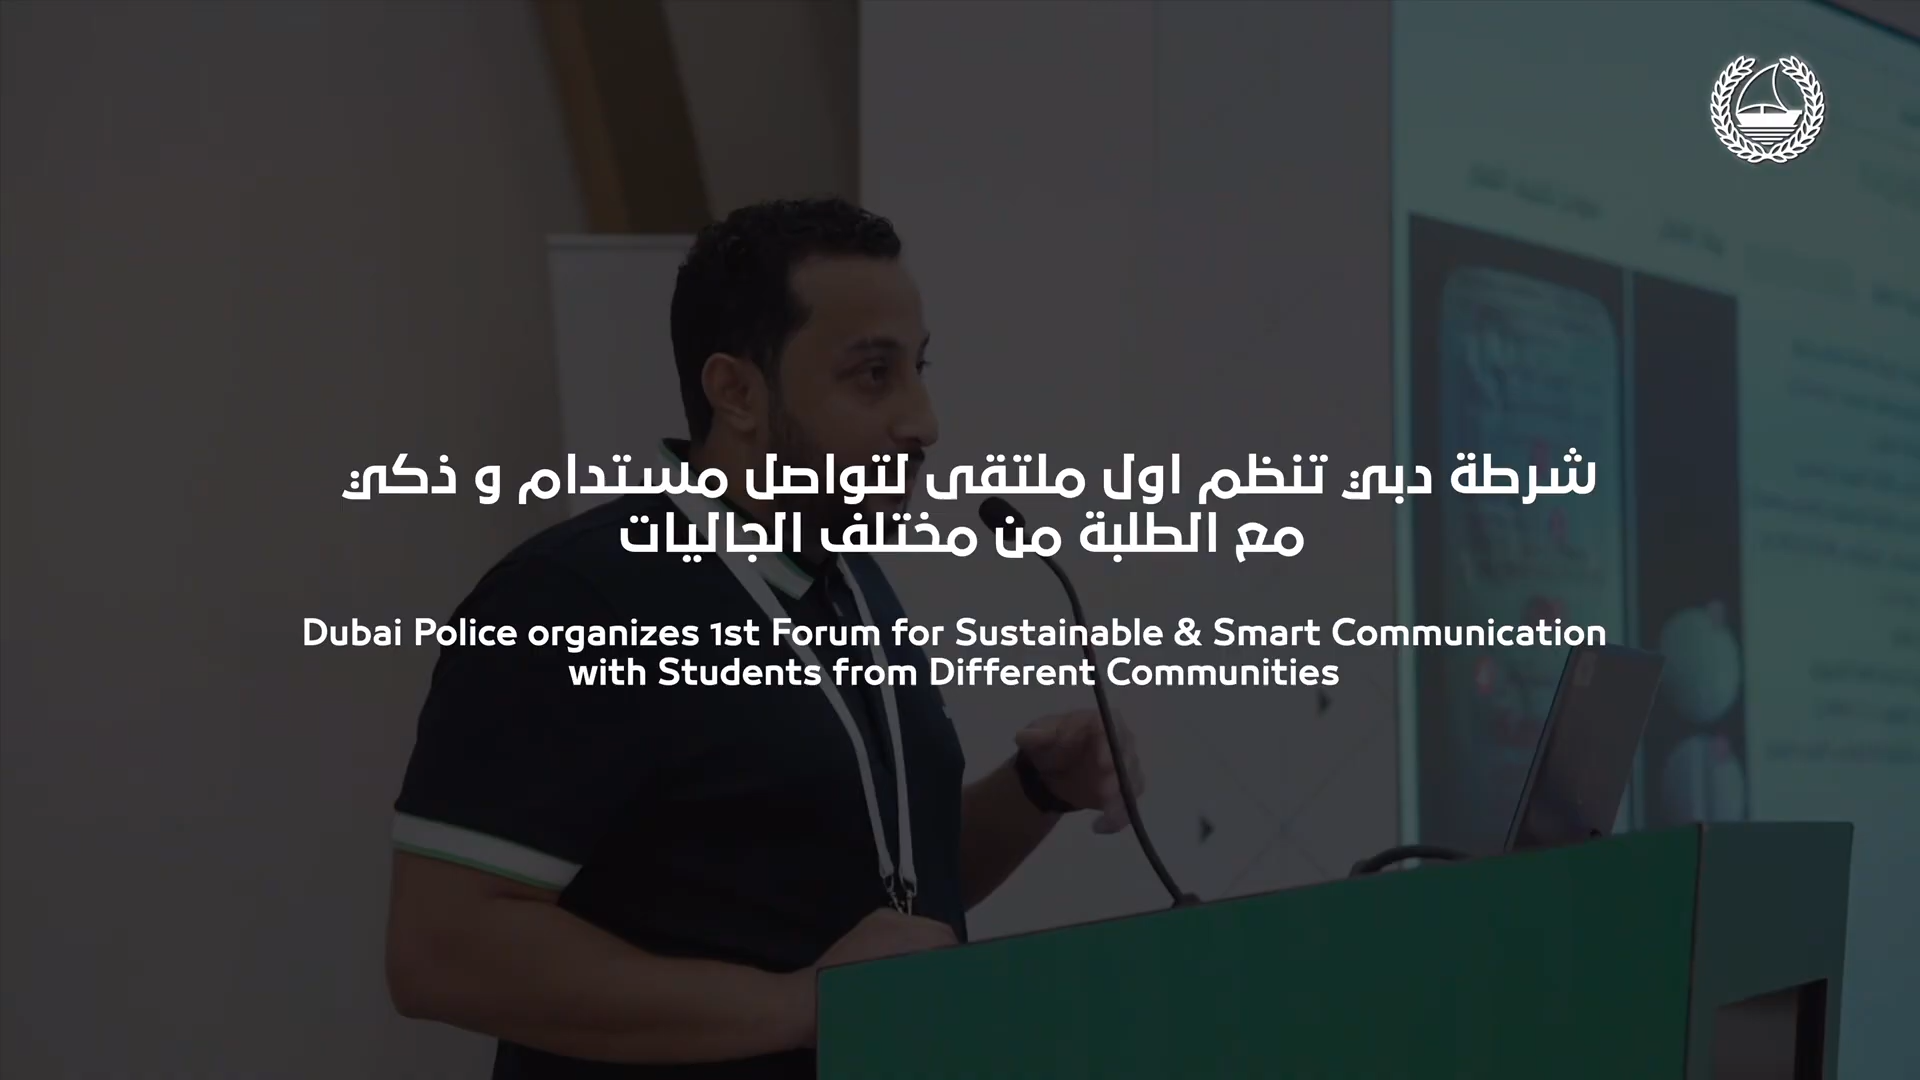 شرطة دبي تنظم اول ملتقى لتواصل مستدام و ذكي
مع الطلبة من مختلف الجاليات
Dubai Police organizes 1st Forum for Sustainable & Smart Communication
with Students from Different Communities